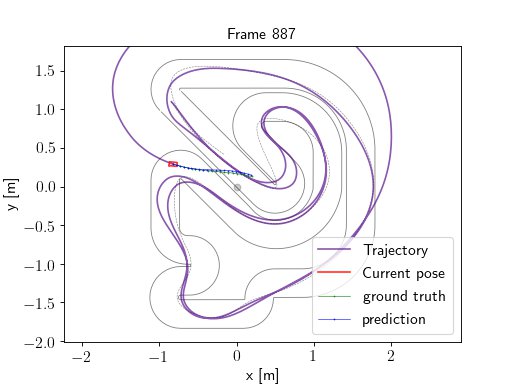 Frame 887
1.5
1.0
0.5
0.0
−0.5
−1.0
−1.5
−2.0
y [m]
−2 −1 0 1 2
x [m]
Trajectory
Current pose
ground truth
prediction